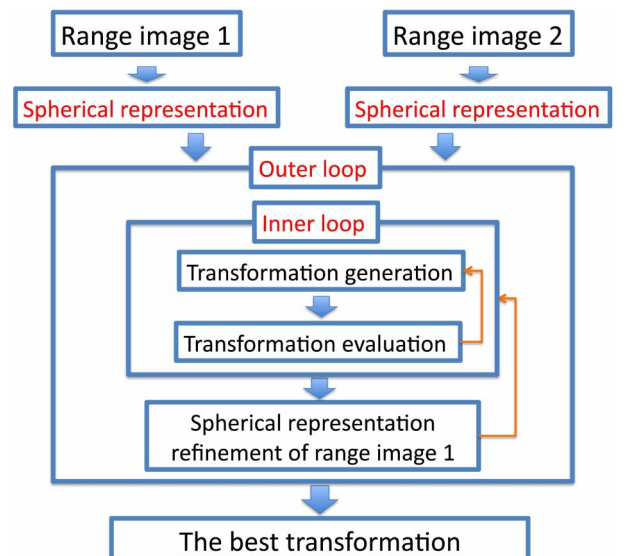 Range image 1
Range image 2
Spherical representation
Spherical representation
Outer loop
Inner loop
Transformation generation
Transformation evaluation
Spherical representation
refinement of range image 1
The best transformation